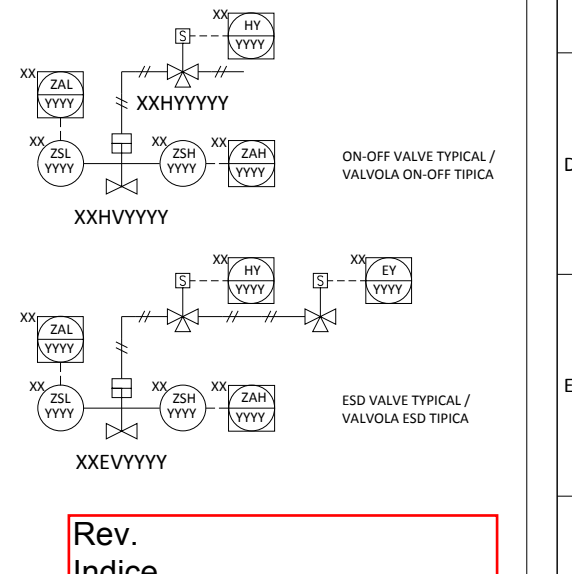 XX
HY
YYYY
S
XX
ZAL
YYYY
XXHYYYYY
XX
ZSL
YYYY
XX
ZSH
YYYY
XX
ZAH
YYYY
ON-OFF VALVE TYPICAL /
VALVOLA ON-OFF TIPICA
D
XXHVYYYY
XX
HY
YYYY
XX
EY
YYYY
S
S
XX
ZAL
YYYY
XX
ZSL
YYYY
XX
ZSH
YYYY
XX
ZAH
YYYY
ESD VALVE TYPICAL /
VALVOLA ESD TIPICA
E
XXEVYYYY
Rev.
Indice